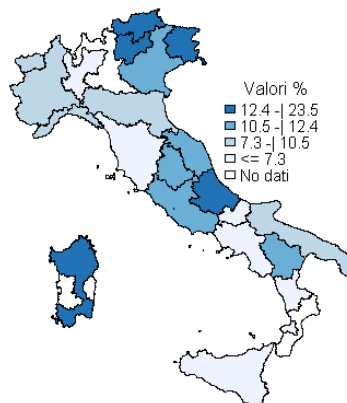 Valori %
12.4 -| 23.5
10.5 -| 12.4
7.3 -| 10.5
<= 7.3
No dati